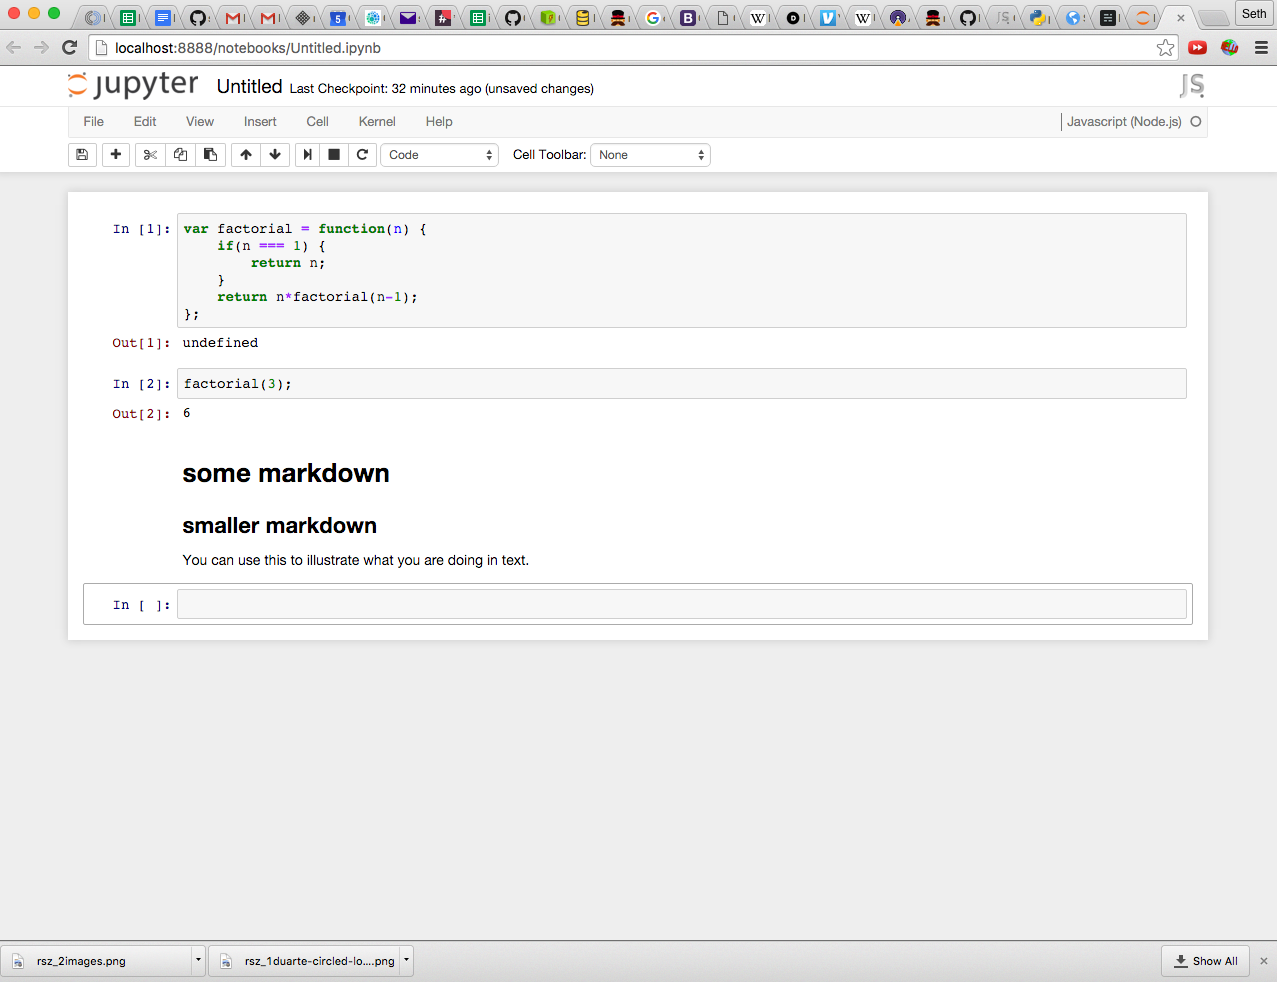 Seth
localhost:8888/notebooks/Untitled.ipynb
jupyter Untitled Last Checkpoint: 32 minutes ago (unsaved changes)
JS
File Edit View Insert Cell Kernel Help
Javascript (Node.js)
Code
Cell Toolbar: None
In [1]: var factorial = function(n) {
if(n === 1) {
return n;
}
return n*factorial(n-1);
};
Out[1]: undefined
In [2]: factorial(3);
Out[2]: 6
some markdown
smaller markdown
You can use this to illustrate what you are doing in text.
In [ ]:
rsz_2images.png
rsz_1duarte-circled-lo....png
Show All